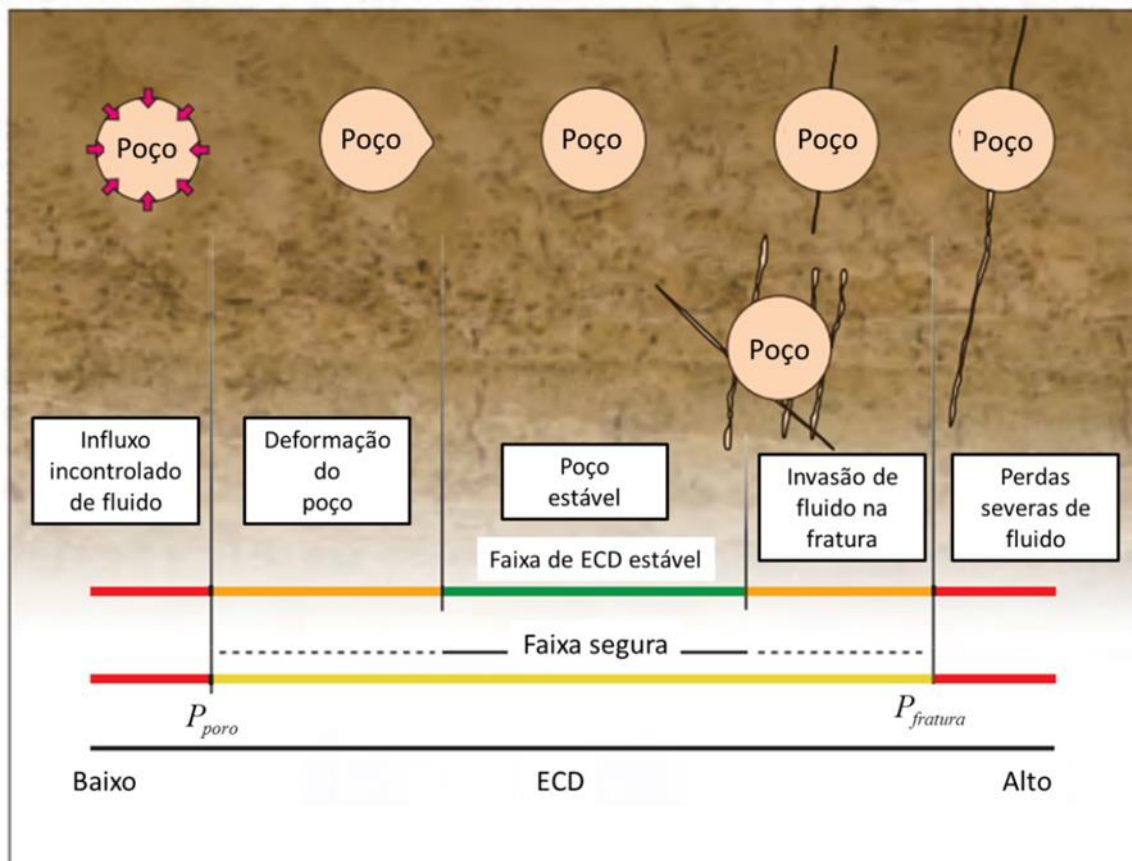 Poço
Poço
Poço
Poço
Poço
Poço
Influxo
incontrolado
de fluido
Deformação
do
poço
Poço
estável
Invasão de
fluido na
fratura
Perdas
severas de
fluido
Faixa de ECD estável
Faixa segura
P_poro
P_fratura
Baixo
ECD
Alto